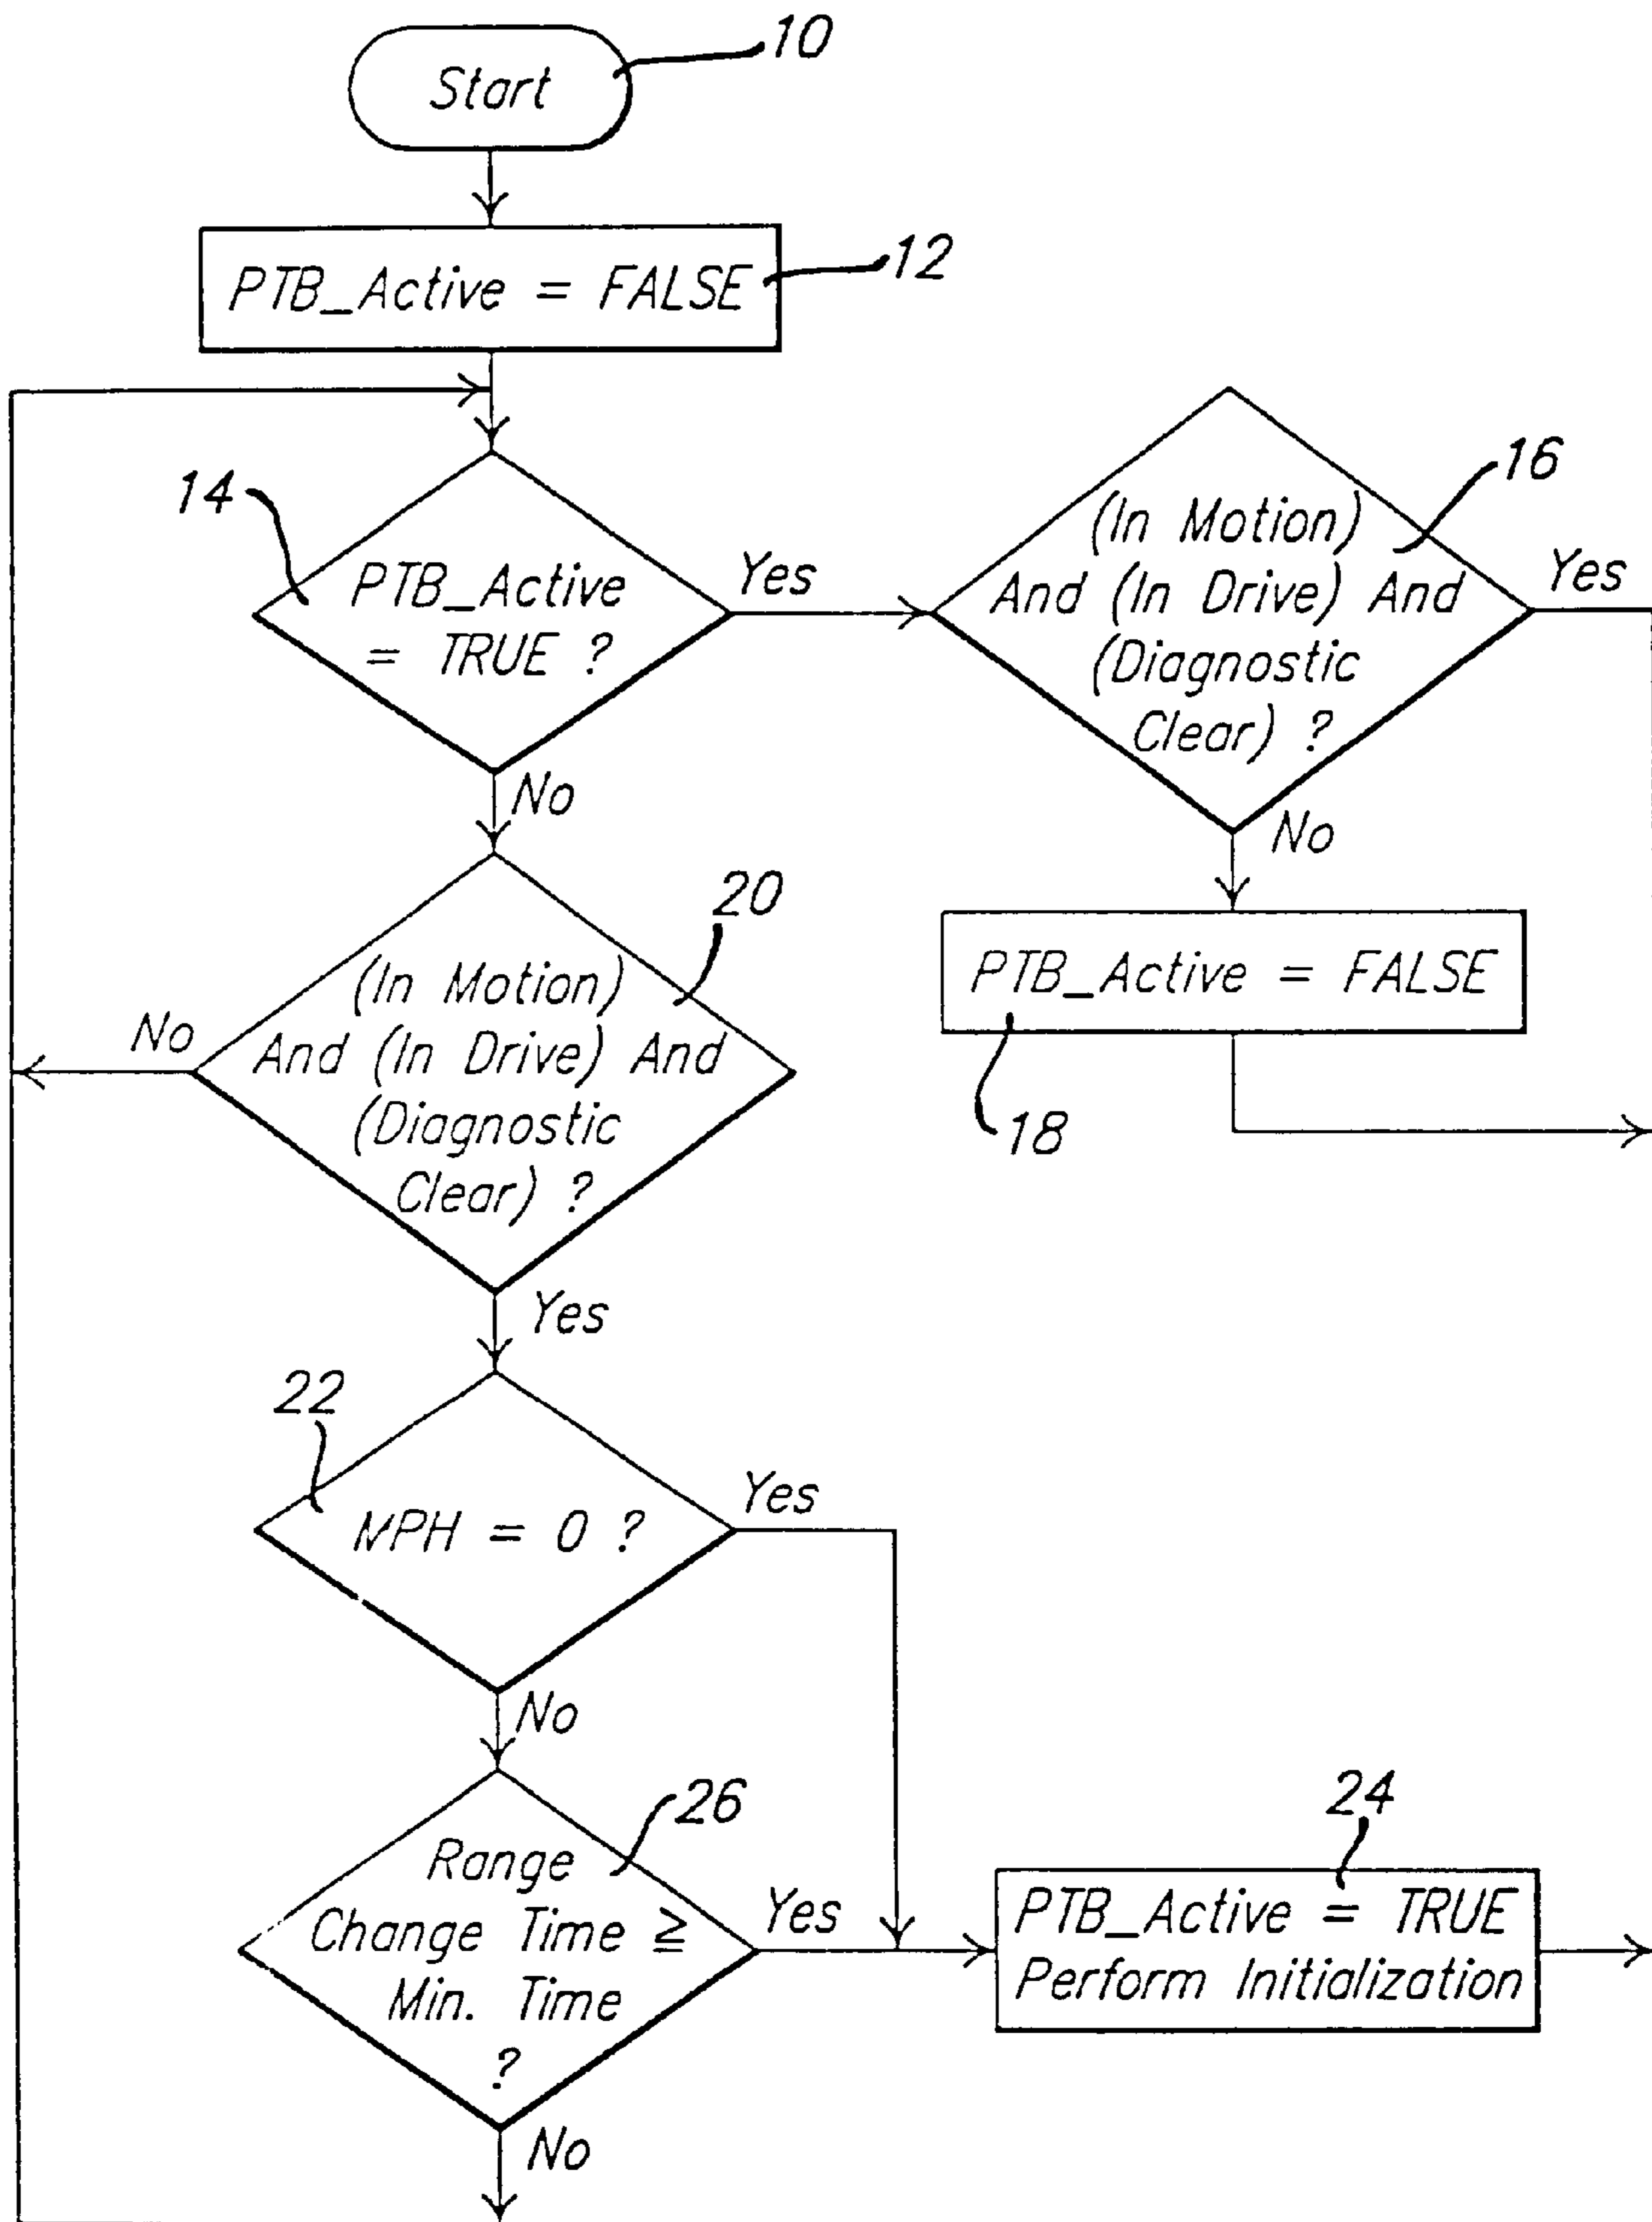 Start
10
PTB_Active = FALSE
12
14
PTB_Active
= TRUE ?
Yes
No
16
(In Motion)
And (In Drive) And
(Diagnostic
Clear) ?
Yes
No
PTB_Active = FALSE
18
20
(In Motion)
And (In Drive) And
(Diagnostic
Clear) ?
No
Yes
22
MPH = 0 ?
Yes
No
26
Range
Change Time ≧
Min. Time
?
Yes
No
24
PTB_Active = TRUE
Perform Initialization